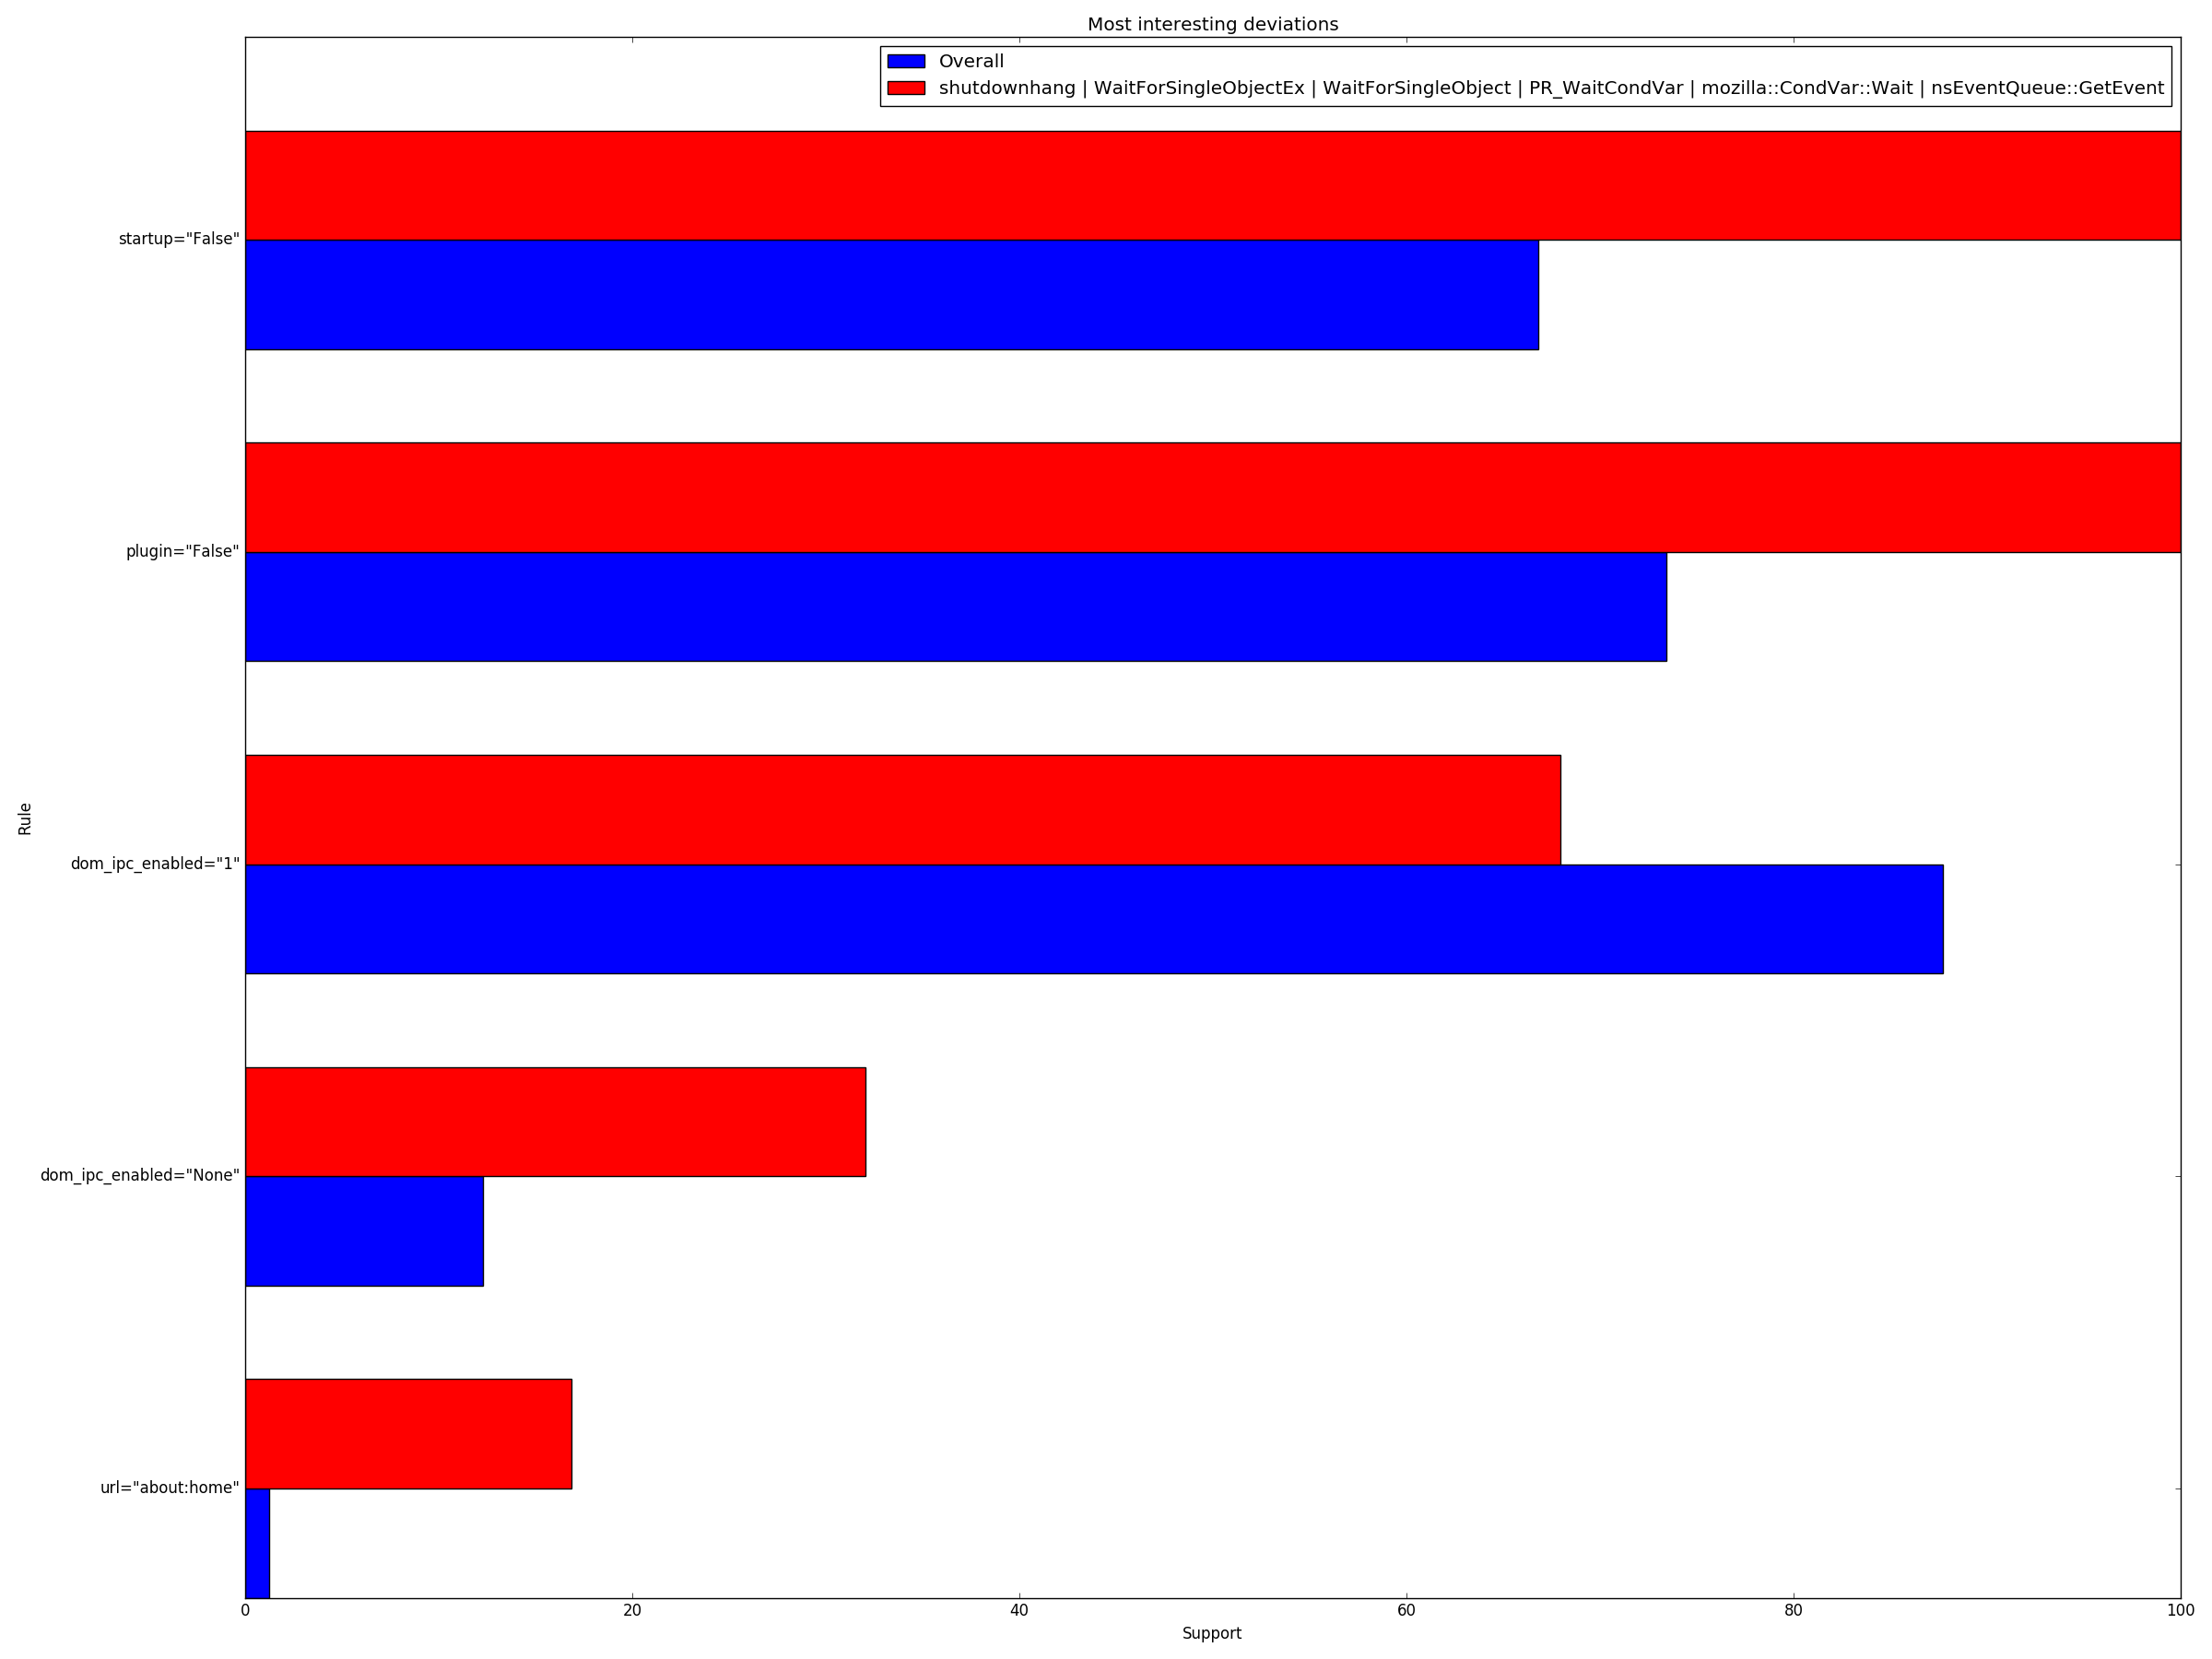 Most interesting deviations
Overall
shutdownhang | WaitForSingleObjectEx | WaitForSingleObject | PR_WaitCondVar | mozilla::CondVar::Wait | nsEventQueue::GetEvent
startup="False"
plugin="False"
Rule
dom_ipc_enabled="1"
dom_ipc_enabled="None"
url="about:home"
0 20 40 60 80 100
Support